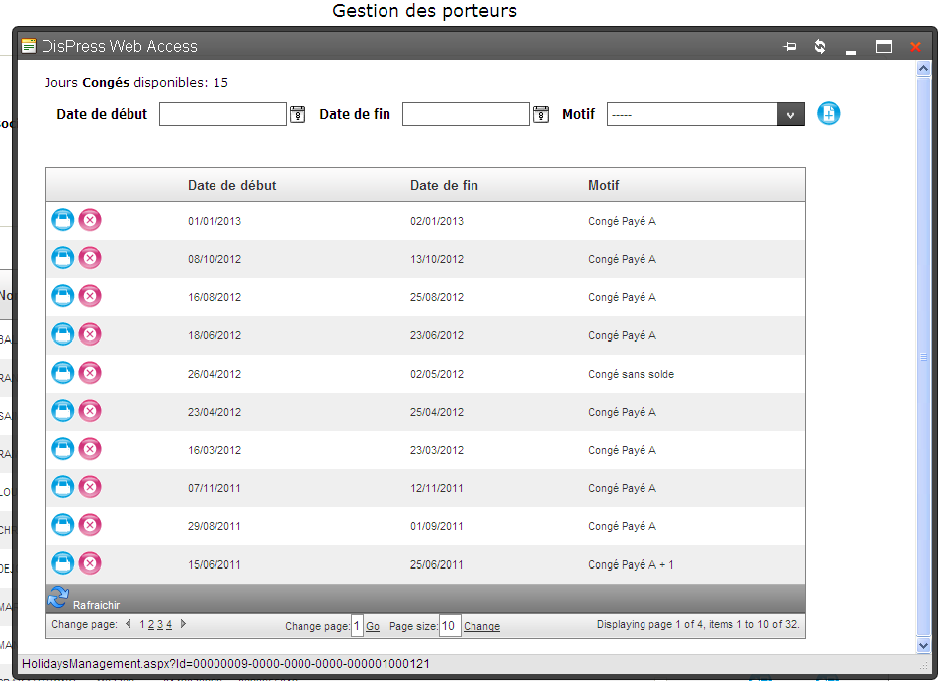 Gestion des porteurs
DisPress Web Access
Jours Congés disponibles: 15
Date de début Date de fin Motif -----
Date de début Date de fin Motif
01/01/2013 02/01/2013 Congé Payé A
08/10/2012 13/10/2012 Congé Payé A
16/08/2012 25/08/2012 Congé Payé A
18/06/2012 23/06/2012 Congé Payé A
26/04/2012 02/05/2012 Congé sans solde
23/04/2012 25/04/2012 Congé Payé A
16/03/2012 23/03/2012 Congé Payé A
07/11/2011 12/11/2011 Congé Payé A
29/08/2011 01/09/2011 Congé Payé A
15/06/2011 25/06/2011 Congé Payé A + 1
Rafraichir
Change page: 1 2 3 4 Change page: 1 Go Page size: 10 Change Displaying page 1 of 4, items 1 to 10 of 32.
HolidaysManagement.aspx?Id=00000009-0000-0000-0000-000001000121